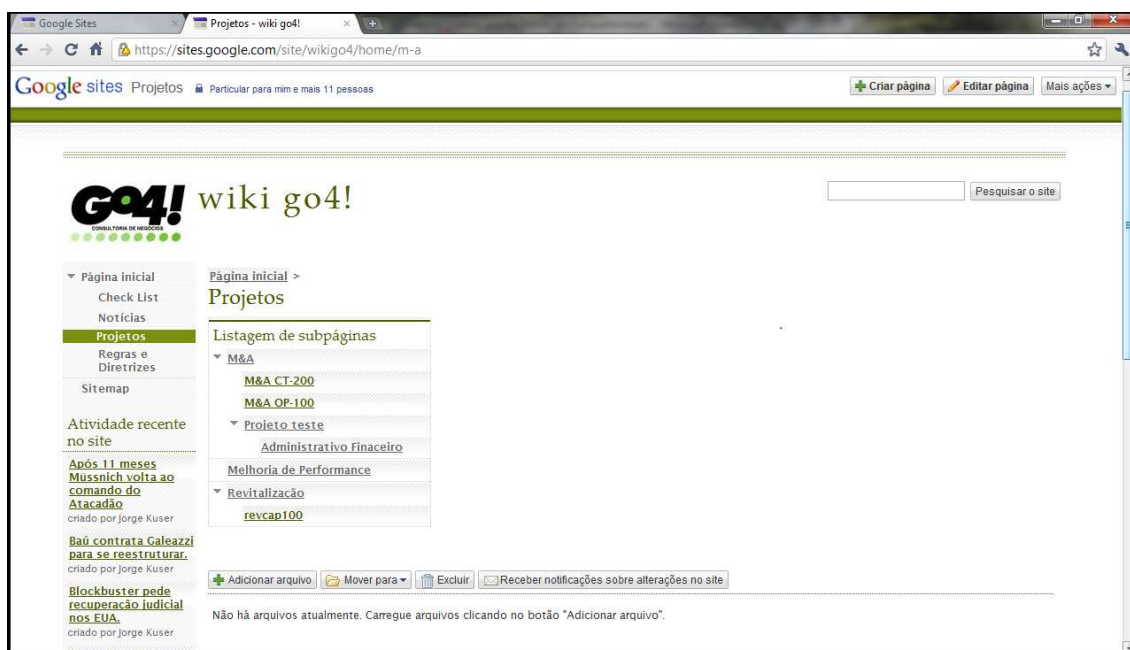 Google Sites
Projetos - wiki go4!
https://sites.google.com/site/wikigo4/home/m-a
Google sites Projetos Particular para mim e mais 11 pessoas
Criar página Editar página Mais ações
GO4!
CONSULTORIA DE NEGÓCIOS
wiki go4!
Pesquisar o site
Página inicial
Check List
Notícias
Projetos
Regras e
Diretrizes
Sitemap
Atividade recente
no site
Após 11 meses
Müssnich volta ao
comando do
Atacadão
criado por Jorge Kuser
Baú contrata Galeazzi
para se reestruturar.
criado por Jorge Kuser
Blockbuster pede
recuperação judicial
nos EUA.
criado por Jorge Kuser
Página inicial >
Projetos
Listagem de subpáginas
M&A
M&A CT-200
M&A OP-100
Projeto teste
Administrativo Finaceiro
Melhoria de Performance
Revitalização
revcap100
Adicionar arquivo Mover para Excluir Receber notificações sobre alterações no site
Não há arquivos atualmente. Carregue arquivos clicando no botão "Adicionar arquivo".